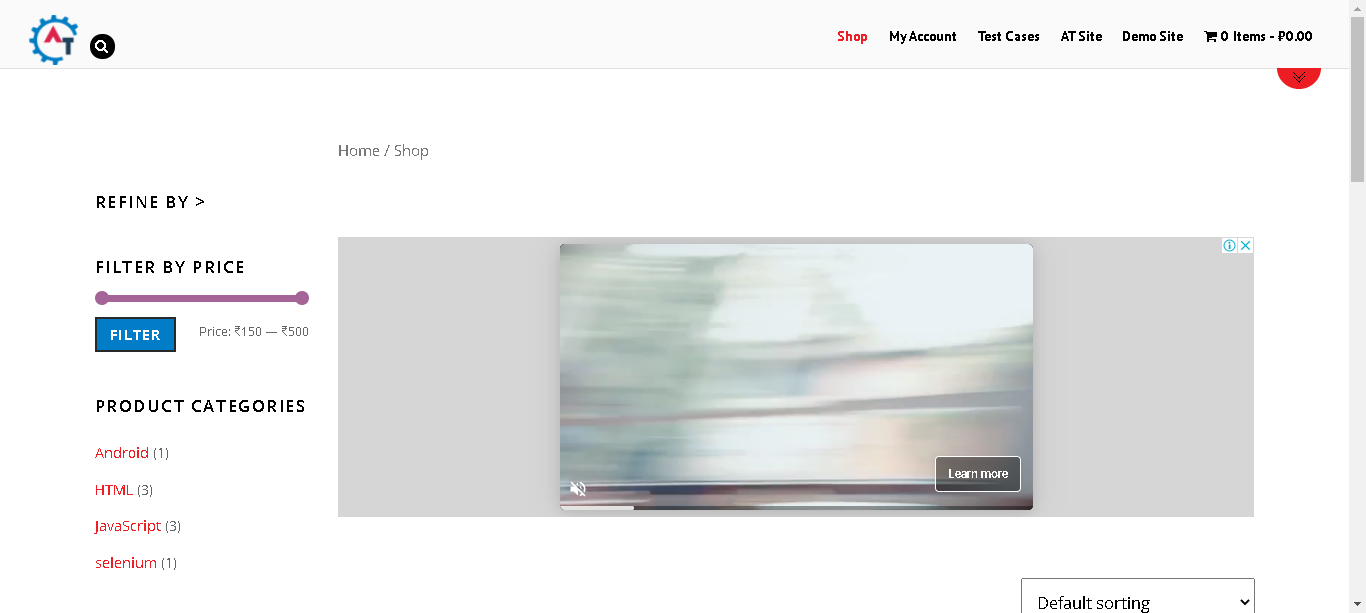 AT
Shop
My Account
Test Cases
AT Site
Demo Site
0 Items - ₽0.00
Home / Shop
REFINE BY >
FILTER BY PRICE
FILTER
Price: ₹150 — ₹500
PRODUCT CATEGORIES
Android (1)
HTML (3)
JavaScript (3)
selenium (1)
Learn more
Default sorting